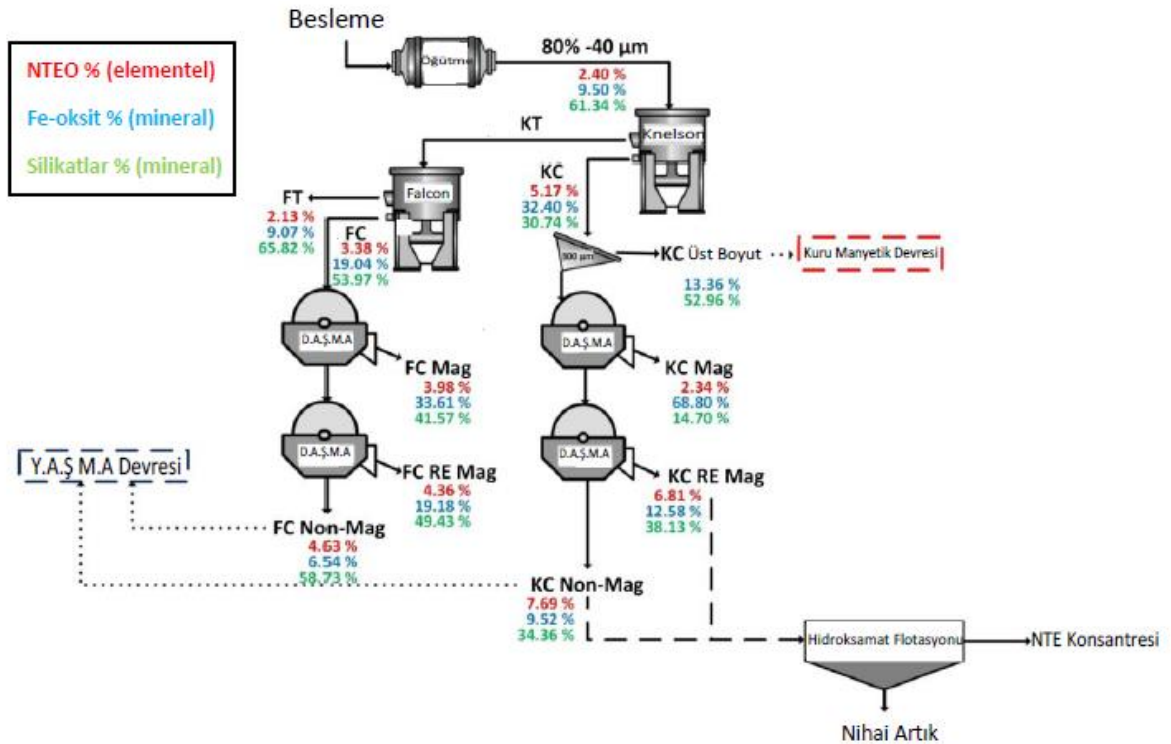 Besleme
NTEO % (elementel)
Fe-oksit % (mineral)
Silikatlar % (mineral)
Öğütme
80% -40 µm
2.40 %
9.50 %
61.34 %
Knelson
KT
KC
5.17 %
32.40 %
30.74 %
Falcon
FT
2.13 %
9.07 %
65.82 %
FC
3.38 %
19.04 %
53.97 %
300 µm
KC Üst Boyut
13.36 %
52.96 %
Kuru Manyetik Devresi
D.A.Ş.M.A
FC Mag
3.98 %
33.61 %
41.57 %
D.A.Ş.M.A
KC Mag
2.34 %
68.80 %
14.70 %
D.A.Ş.M.A
FC RE Mag
4.36 %
19.18 %
49.43 %
D.A.Ş.M.A
KC RE Mag
6.81 %
12.58 %
38.13 %
Y.A.Ş M.A Devresi
FC Non-Mag
4.63 %
6.54 %
58.73 %
KC Non-Mag
7.69 %
9.52 %
34.36 %
Hidroksamat Flotasyonu
NTE Konsantresi
Nihai Artık